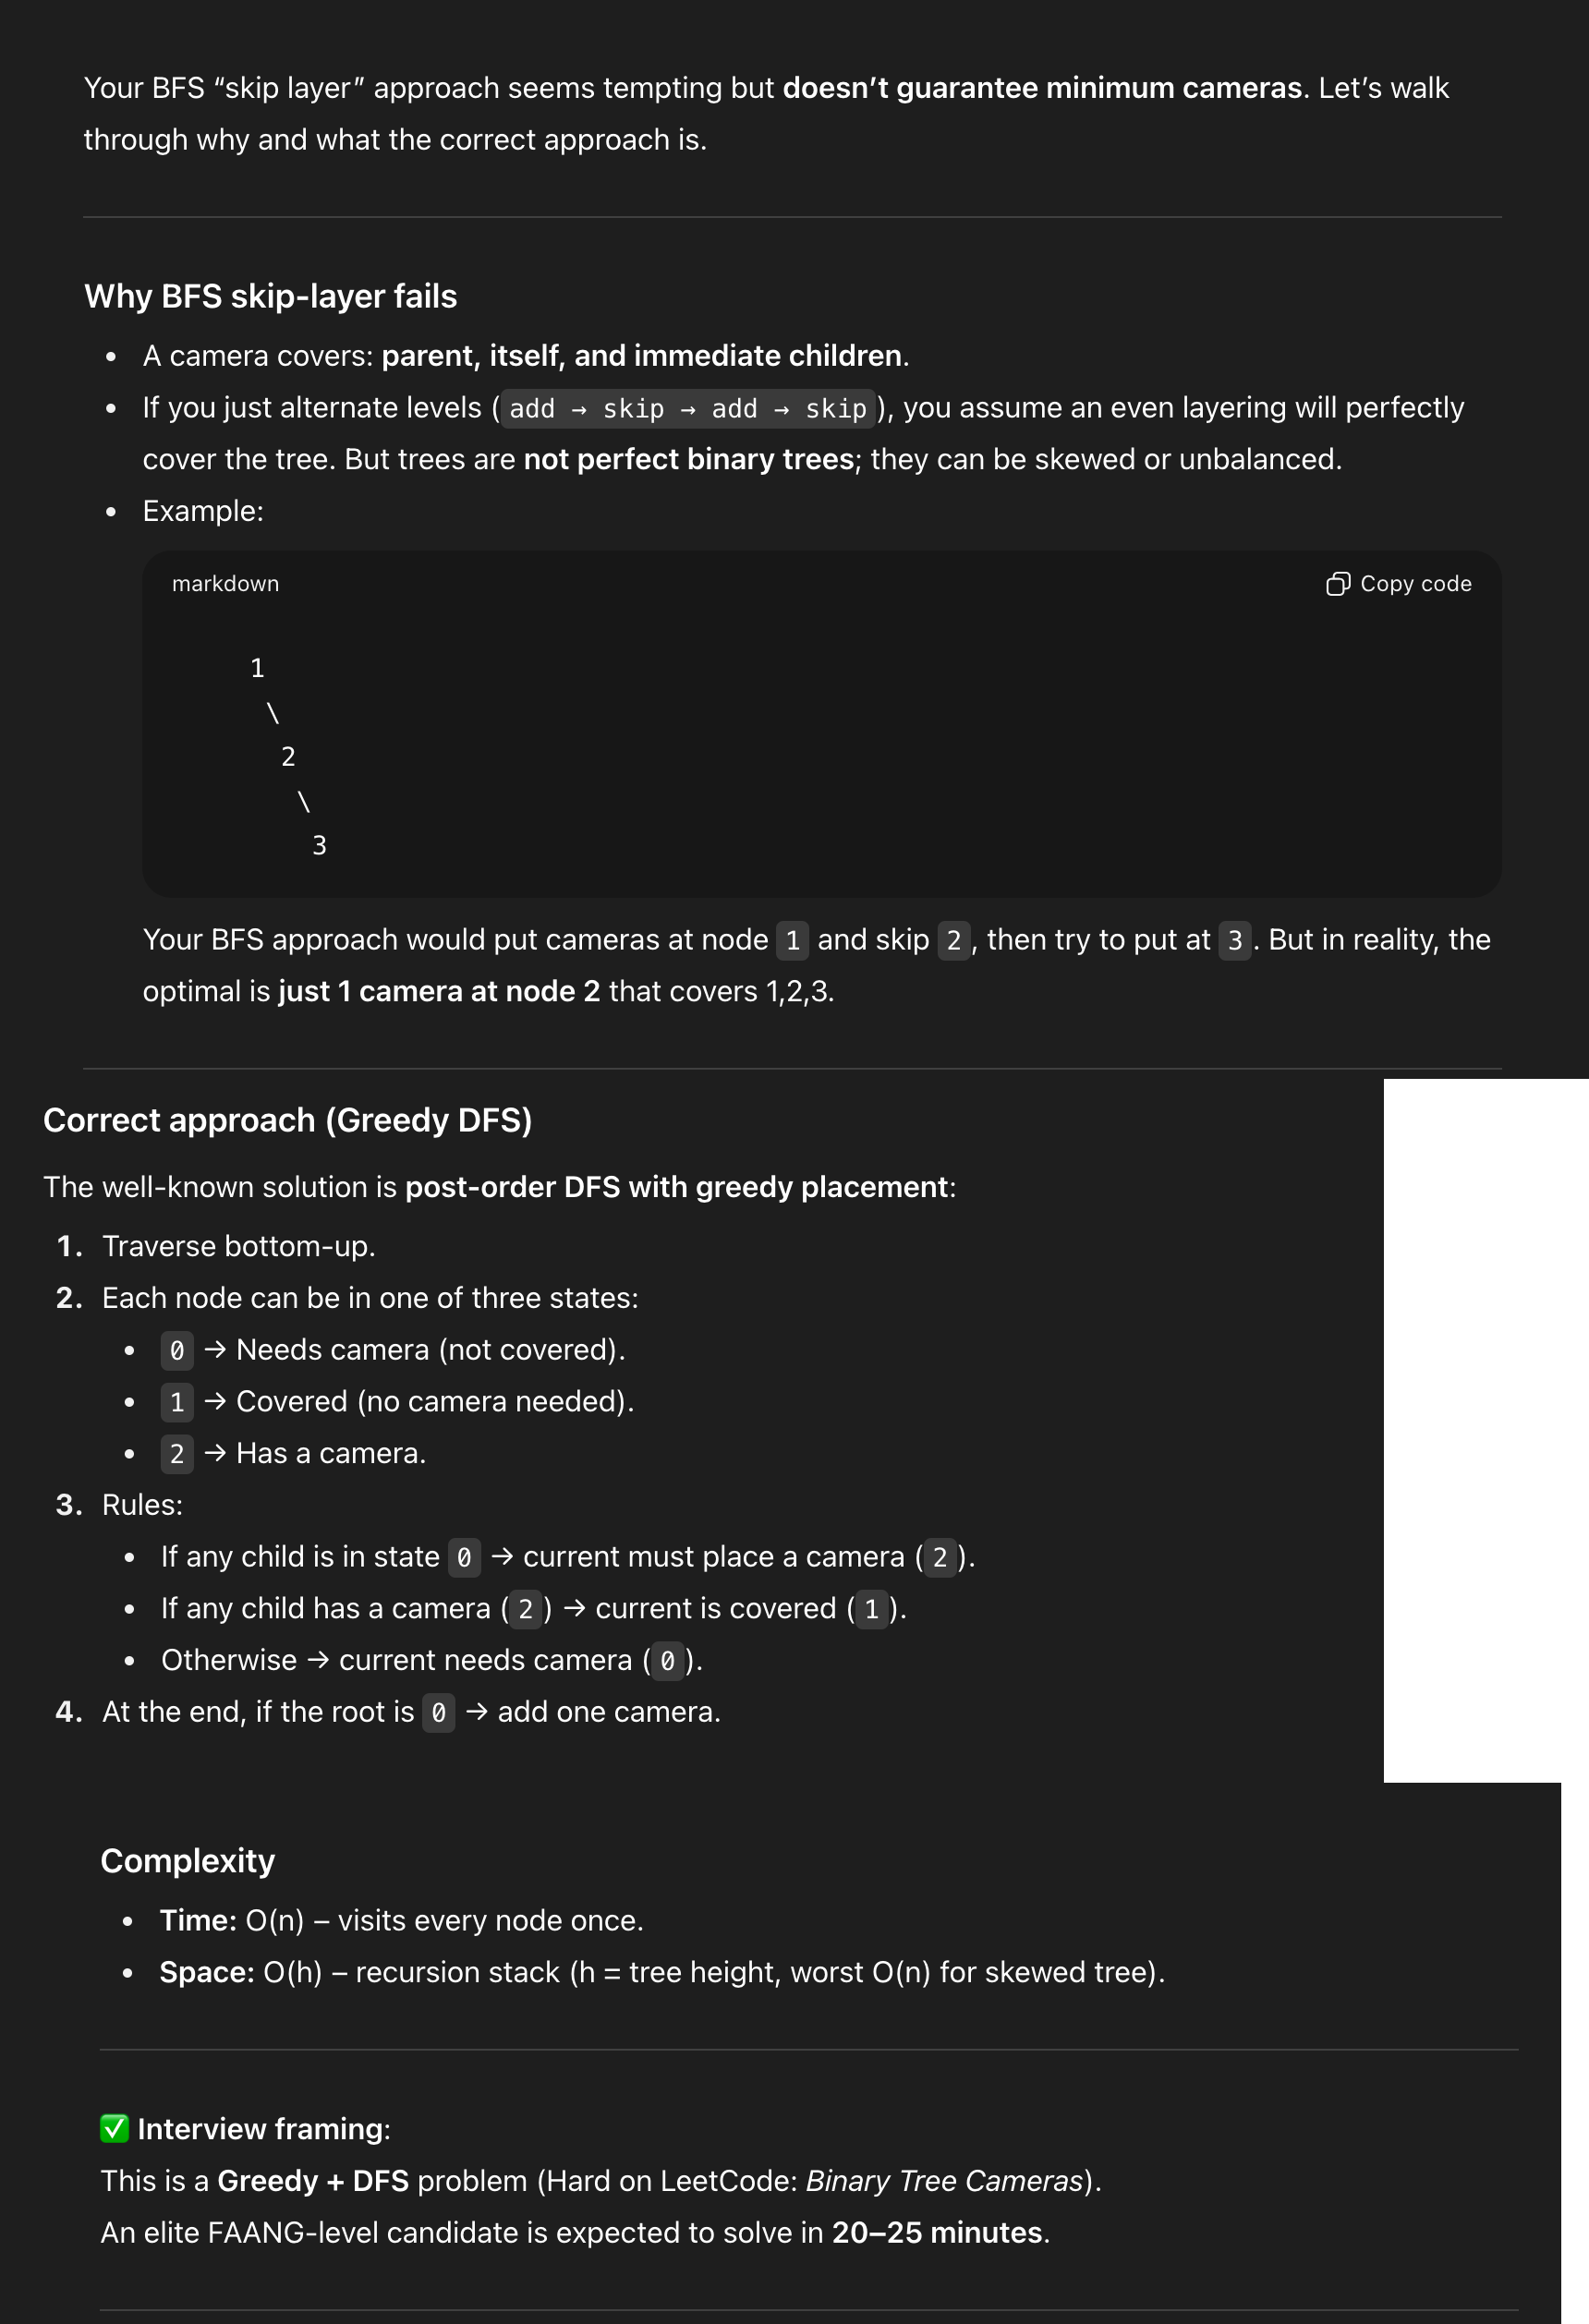 Your BFS “skip layer” approach seems tempting but doesn’t guarantee minimum cameras. Let’s walk
through why and what the correct approach is.
Why BFS skip-layer fails
• A camera covers: parent, itself, and immediate children.
• If you just alternate levels ( add → skip → add → skip ), you assume an even layering will perfectly
cover the tree. But trees are not perfect binary trees; they can be skewed or unbalanced.
• Example:
markdown Copy code
1
\
2
\
3
Your BFS approach would put cameras at node 1 and skip 2 , then try to put at 3 . But in reality, the
optimal is just 1 camera at node 2 that covers 1,2,3.
Correct approach (Greedy DFS)
The well-known solution is post-order DFS with greedy placement:
1. Traverse bottom-up.
2. Each node can be in one of three states:
• 0 → Needs camera (not covered).
• 1 → Covered (no camera needed).
• 2 → Has a camera.
3. Rules:
• If any child is in state 0 → current must place a camera ( 2 ).
• If any child has a camera ( 2 ) → current is covered ( 1 ).
• Otherwise → current needs camera ( 0 ).
4. At the end, if the root is 0 → add one camera.
Complexity
• Time: O(n) – visits every node once.
• Space: O(h) – recursion stack (h = tree height, worst O(n) for skewed tree).
✅ Interview framing:
This is a Greedy + DFS problem (Hard on LeetCode: Binary Tree Cameras).
An elite FAANG-level candidate is expected to solve in 20–25 minutes.